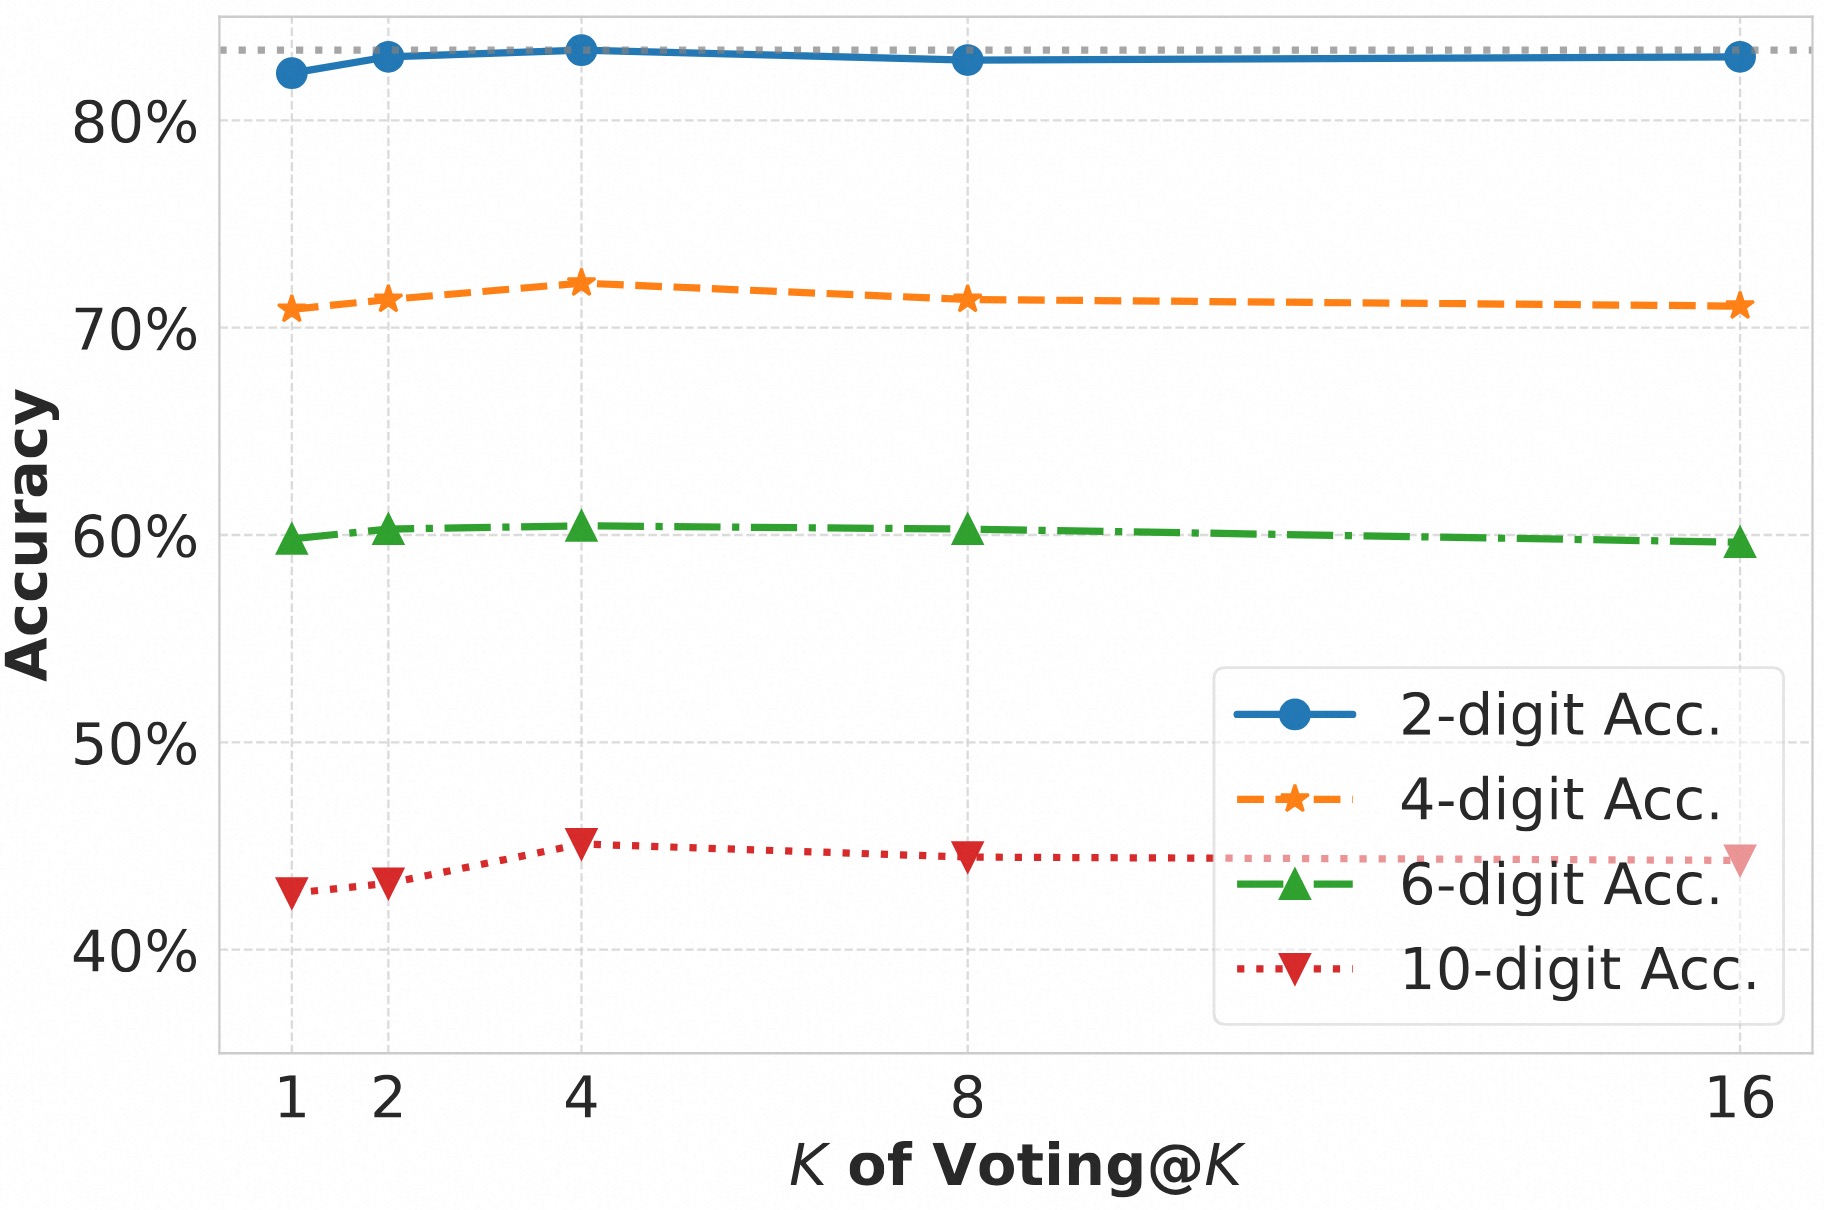 80%
70%
60%
50%
40%
Accuracy
2-digit Acc.
4-digit Acc.
6-digit Acc.
10-digit Acc.
1 2 4 8 16
K of Voting@K